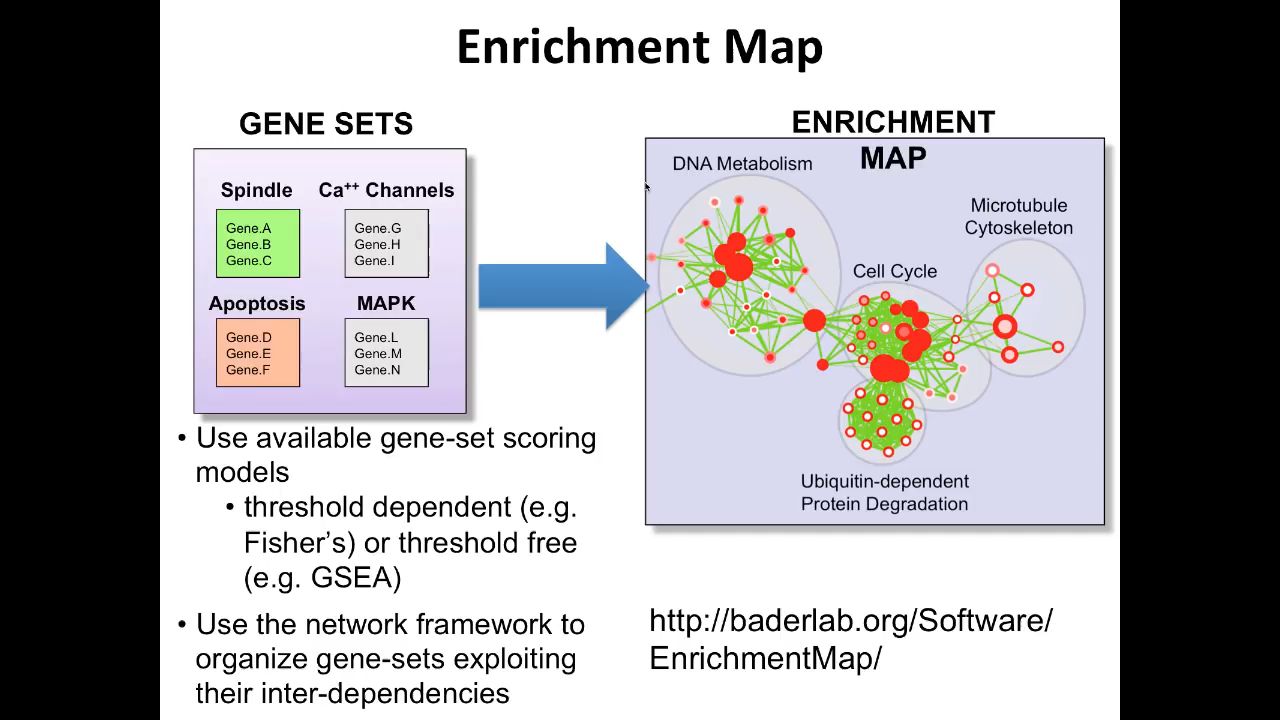 Enrichment Map
GENE SETS
Spindle
Gene.A
Gene.B
Gene.C
Ca⁺⁺ Channels
Gene.G
Gene.H
Gene.I
Apoptosis
Gene.D
Gene.E
Gene.F
MAPK
Gene.L
Gene.M
Gene.N
• Use available gene-set scoring
models
• threshold dependent (e.g.
Fisher’s) or threshold free
(e.g. GSEA)
• Use the network framework to
organize gene-sets exploiting
their inter-dependencies
ENRICHMENT
MAP
DNA Metabolism
Microtubule
Cytoskeleton
Cell Cycle
Ubiquitin-dependent
Protein Degradation
http://baderlab.org/Software/
EnrichmentMap/